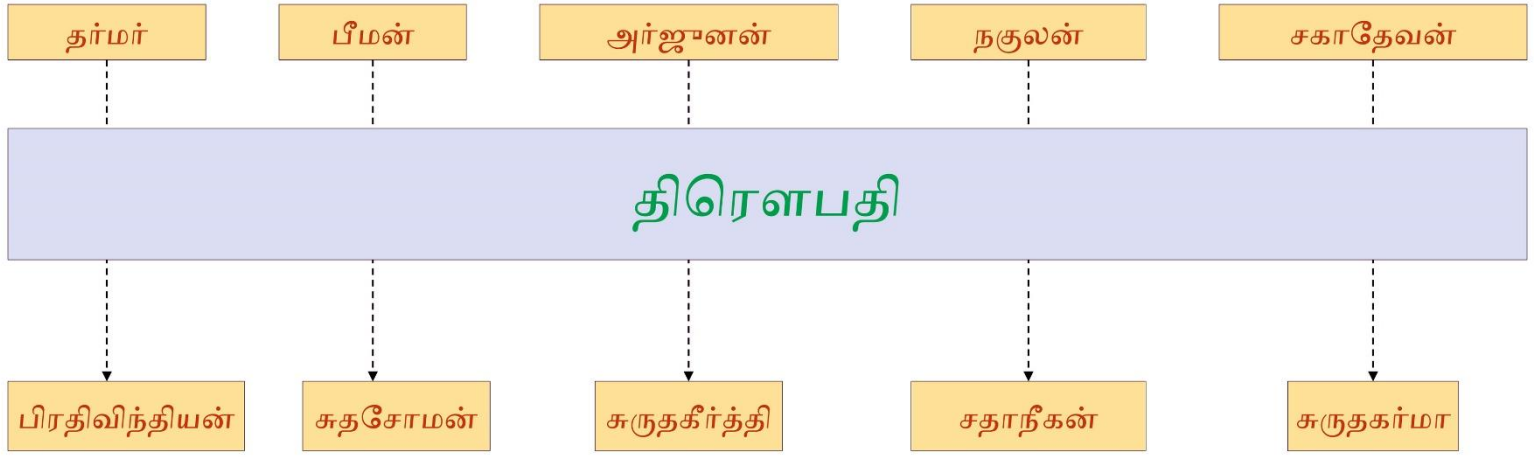 தர்மர் பீமன் அர்ஜுனன் நகுலன் சகாதேவன்
திரௌபதி
பிரதிவிந்தியன் சுதசோமன் சுருதகீர்த்தி சதாநீகன் சுருதகர்மா